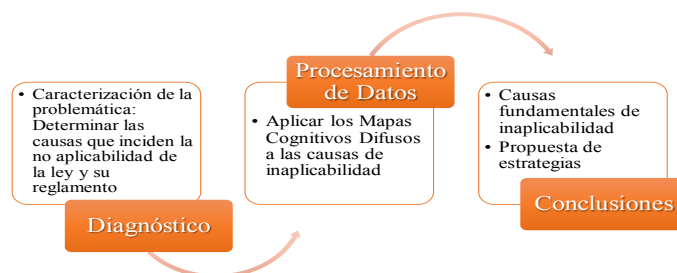 • Caracterización de la
problemática:
Determinar las
causas que inciden la
no aplicabilidad de
la ley y su
reglamento
Diagnóstico
Procesamiento
de Datos
• Aplicar los Mapas
Cognitivos Difusos
a las causas de
inaplicabilidad
• Causas
fundamentales de
inaplicabilidad
• Propuesta de
estrategias
Conclusiones